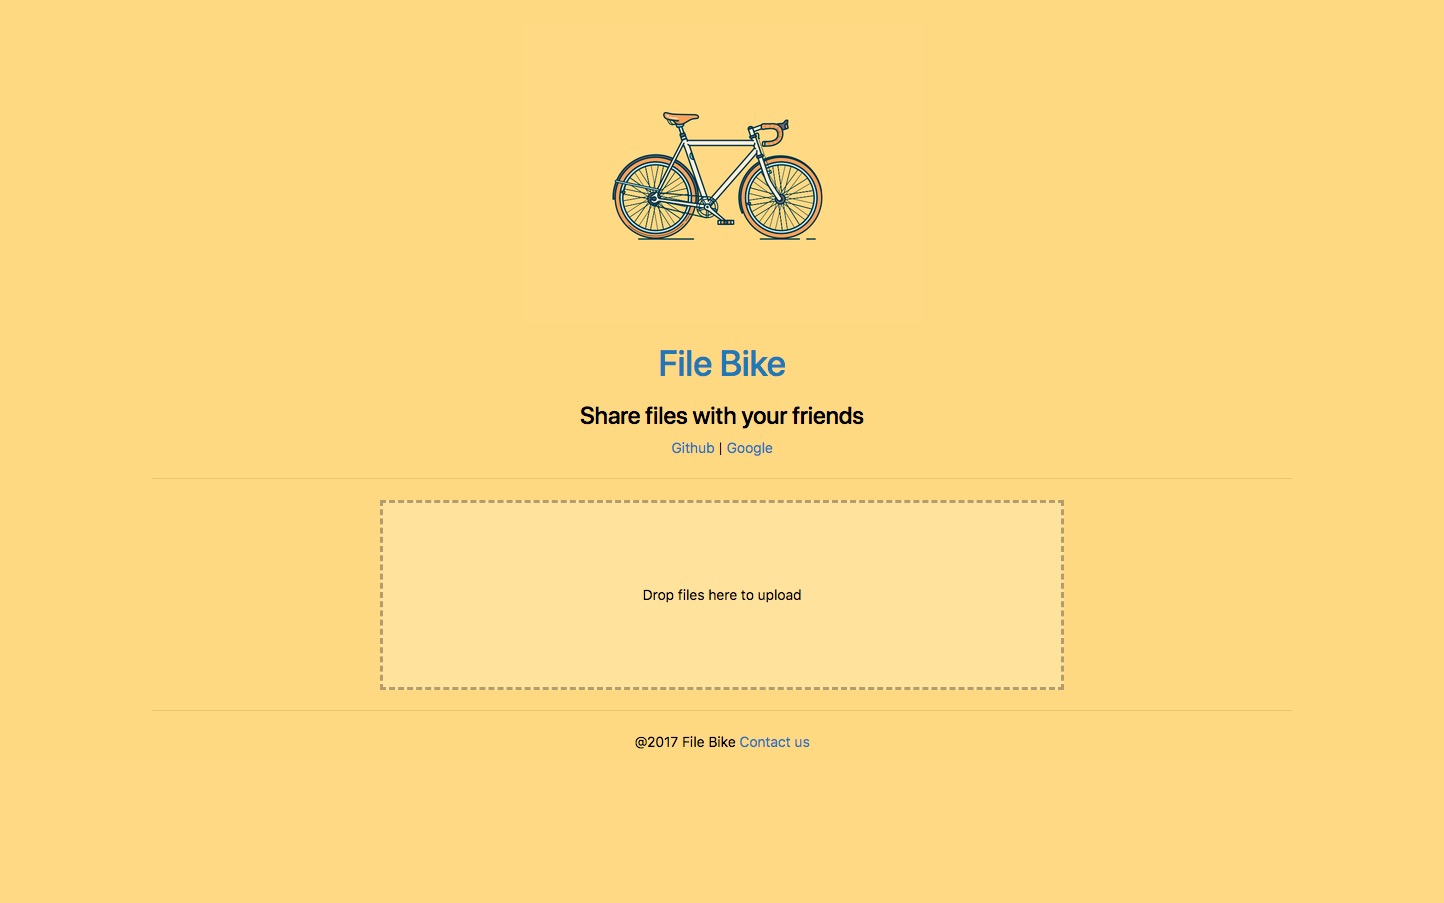 File Bike
Share files with your friends
Github | Google
Drop files here to upload
@2017 File Bike Contact us